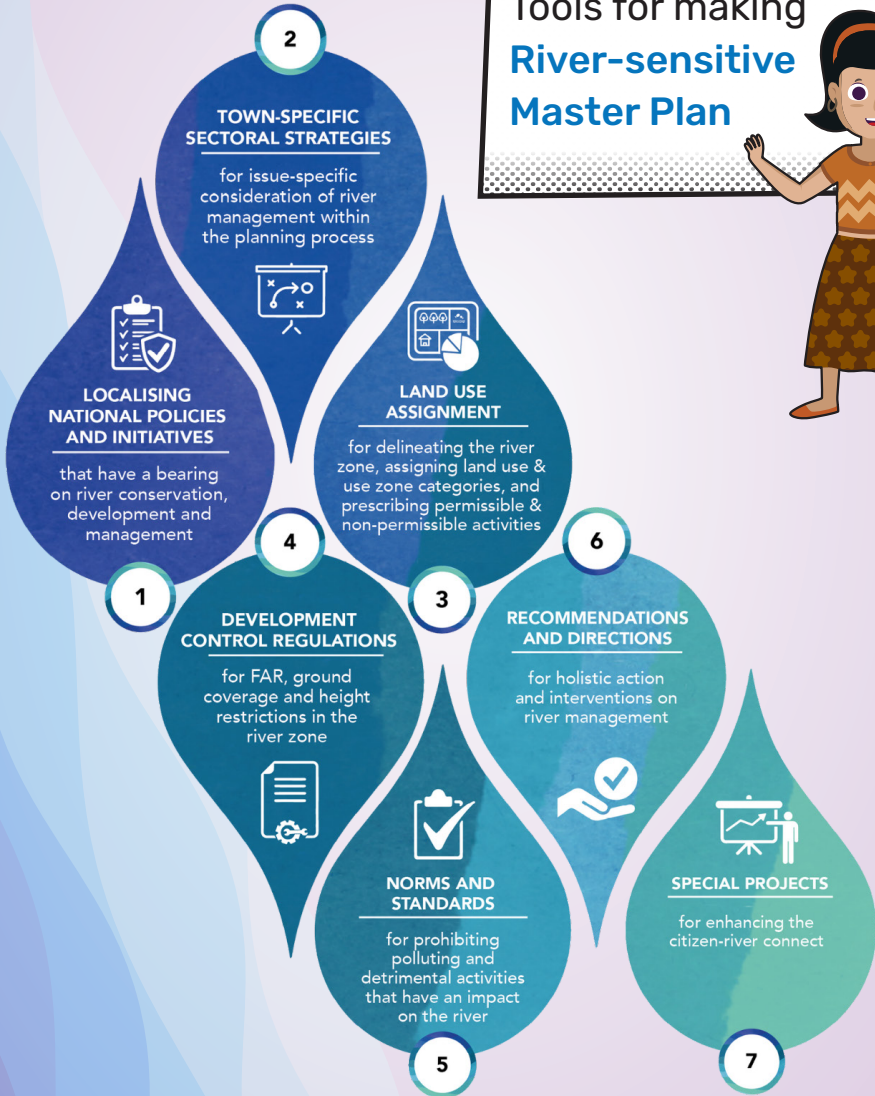 Tools for making
River-sensitive
Master Plan
2
TOWN-SPECIFIC
SECTORAL STRATEGIES
for issue-specific
consideration of river
management within
the planning process
LOCALISING
NATIONAL POLICIES
AND INITIATIVES
that have a bearing
on river conservation,
development and
management
1
LAND USE
ASSIGNMENT
for delineating the river
zone, assigning land use &
use zone categories, and
prescribing permissible &
non-permissible activities
3
4
DEVELOPMENT
CONTROL REGULATIONS
for FAR, ground
coverage and height
restrictions in the
river zone
6
RECOMMENDATIONS
AND DIRECTIONS
for holistic action
and interventions on
river management
NORMS AND
STANDARDS
for prohibiting
polluting and
detrimental activities
that have an impact
on the river
5
SPECIAL PROJECTS
for enhancing the
citizen-river connect
7